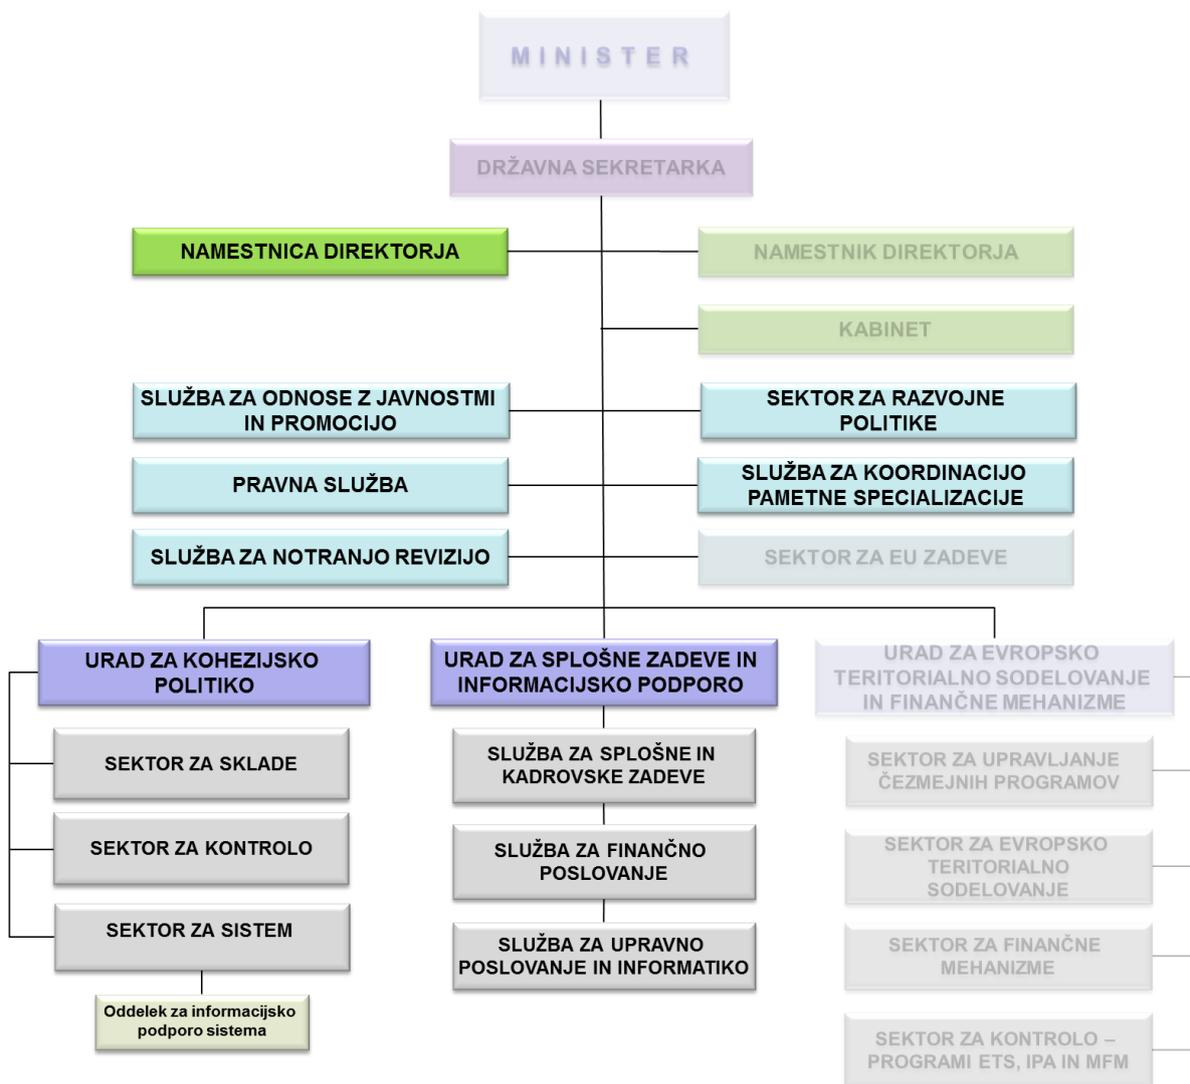 MINISTER
DRŽAVNA SEKRETARKA
NAMESTNICA DIREKTORJA
NAMESTNIK DIREKTORJA
KABINET
SLUŽBA ZA ODNOSE Z JAVNOSTMI
IN PROMOCIJO
SEKTOR ZA RAZVOJNE
POLITIKE
PRAVNA SLUŽBA
SLUŽBA ZA KOORDINACIJO
PAMETNE SPECIALIZACIJE
SLUŽBA ZA NOTRANJO REVIZIJO
SEKTOR ZA EU ZADEVE
URAD ZA KOHEZIJSKO
POLITIKO
SEKTOR ZA SKLADE
SEKTOR ZA KONTROLO
SEKTOR ZA SISTEM
Oddelek za informacijsko
podporo sistema
URAD ZA SPLOŠNE ZADEVE IN
INFORMACIJSKO PODPORO
SLUŽBA ZA SPLOŠNE IN
KADROVSKE ZADEVE
SLUŽBA ZA FINANČNO
POSLOVANJE
SLUŽBA ZA UPRAVNO
POSLOVANJE IN INFORMATIKO
URAD ZA EVROPSKO
TERITORIALNO SODELOVANJE
IN FINANČNE MEHANIZME
SEKTOR ZA UPRAVLJANJE
ČEZMEJNIH PROGRAMOV
SEKTOR ZA EVROPSKO
TERITORIALNO
SODELOVANJE
SEKTOR ZA FINANČNE
MEHANIZME
SEKTOR ZA KONTROLO –
PROGRAMI ETS, IPA IN MFM